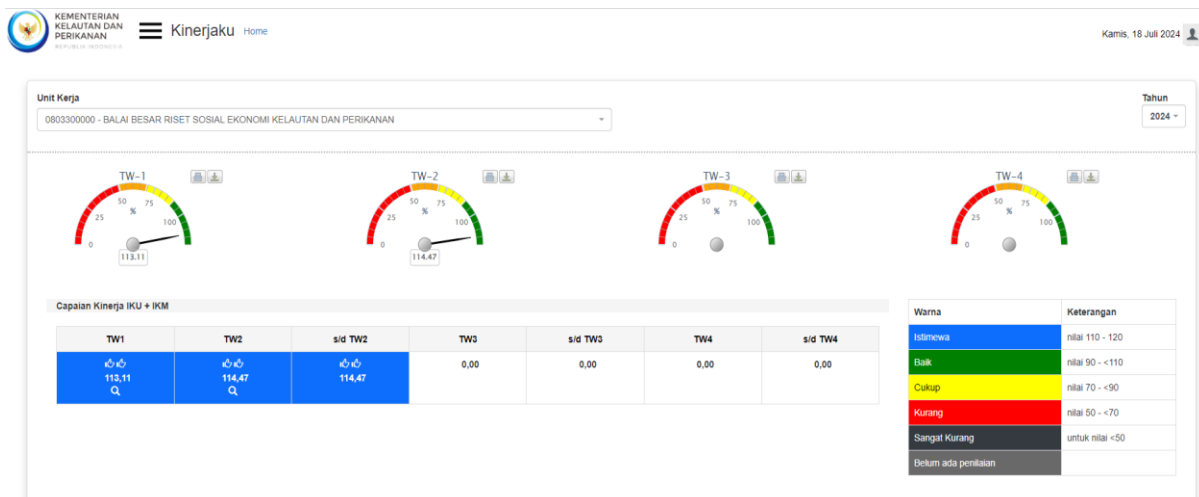 KEMENTERIAN
KELAUTAN DAN
PERIKANAN
REPUBLIK INDONESIA
Kinerjaku Home
Kamis, 18 Juli 2024
Unit Kerja
Tahun
0803300000 - BALAI BESAR RISET SOSIAL EKONOMI KELAUTAN DAN PERIKANAN
2024
TW-1
0 25 50 75 100
%
113.11
TW-2
0 25 50 75 100
%
114.47
TW-3
0 25 50 75 100
%
TW-4
0 25 50 75 100
%
Capaian Kinerja IKU + IKM
TW1 TW2 s/d TW2 TW3 s/d TW3 TW4 s/d TW4
113,11 114,47 114,47 0,00 0,00 0,00 0,00
Warna Keterangan
Istimewa nilai 110 - 120
Baik nilai 90 - <110
Cukup nilai 70 - <90
Kurang nilai 50 - <70
Sangat Kurang untuk nilai <50
Belum ada penilaian